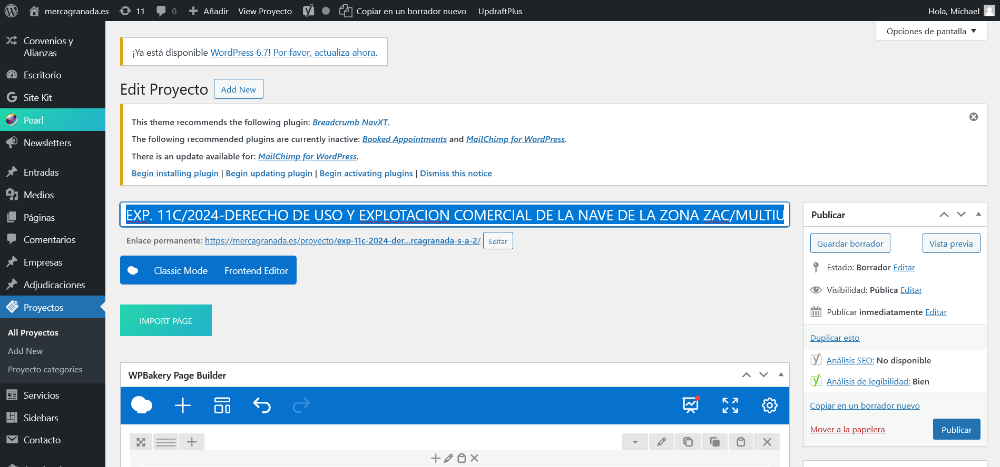 mercagranada.es 11 0 Añadir View Proyecto Copiar en un borrador nuevo UpdraftPlus Hola, Michael
Opciones de pantalla
Convenios y
Alianzas
Escritorio
Site Kit
Pearl
Newsletters
Entradas
Medios
Páginas
Comentarios
Empresas
Adjudicaciones
Proyectos
All Proyectos
Add New
Proyecto categories
Servicios
Sidebars
Contacto
¡Ya está disponible WordPress 6.7! Por favor, actualiza ahora.
Edit Proyecto Add New
This theme recommends the following plugin: Breadcrumb NavXT.
The following recommended plugins are currently inactive: Booked Appointments and MailChimp for WordPress.
There is an update available for: MailChimp for WordPress.
Begin installing plugin | Begin updating plugin | Begin activating plugins | Dismiss this notice
EXP. 11C/2024-DERECHO DE USO Y EXPLOTACION COMERCIAL DE LA NAVE DE LA ZONA ZAC/MULTIU
Enlace permanente: https://mercagranada.es/proyecto/exp-11c-2024-der...rcagranada-s-a-2/ Editar
Classic Mode Frontend Editor
IMPORT PAGE
WPBakery Page Builder
Publicar
Guardar borrador Vista previa
Estado: Borrador Editar
Visibilidad: Pública Editar
Publicar inmediatamente Editar
Duplicar esto
Análisis SEO: No disponible
Análisis de legibilidad: Bien
Copiar en un borrador nuevo
Mover a la papelera Publicar